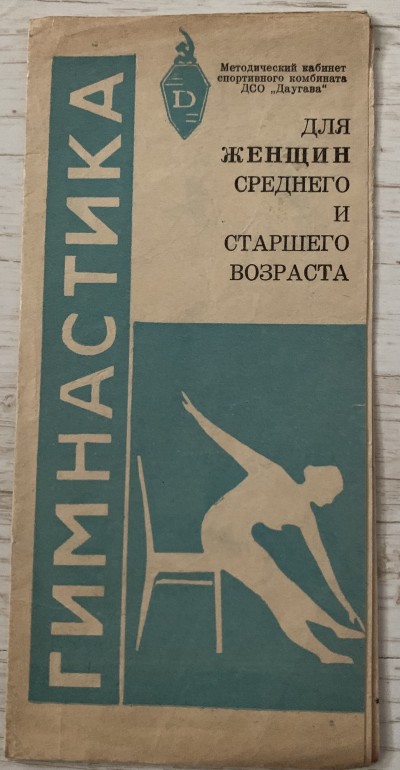 D
Методический кабинет
спортивного комбината
ДСО „Даугава"
ДЛЯ
ЖЕНЩИН
СРЕДНЕГО
И
СТАРШЕГО
ВОЗРАСТА
ГИМНАСТИКА